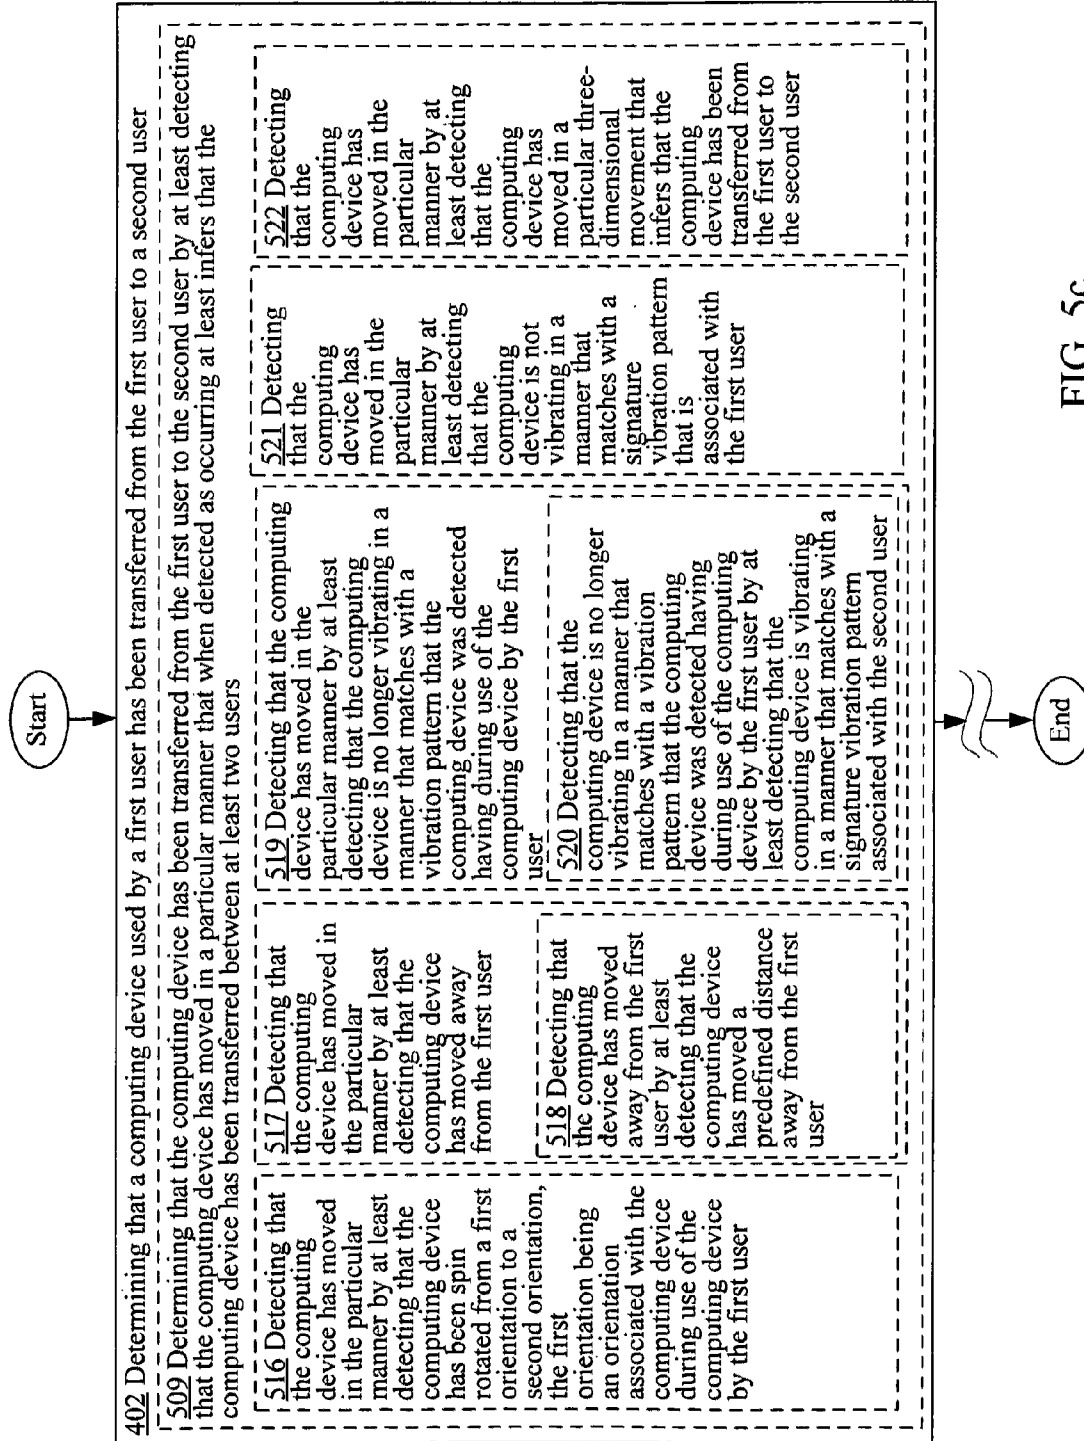 Start
402 Determining that a computing device used by a first user has been transferred from the first user to a second user
509 Determining that the computing device has been transferred from the first user to the second user by at least detecting
that the computing device has moved in a particular manner that when detected as occurring at least infers that the
computing device has been transferred between at least two users
516 Detecting that
the computing
device has moved
in the particular
manner by at least
detecting that the
computing device
has been spin
rotated from a first
orientation to a
second orientation,
the first
orientation being
an orientation
associated with the
computing device
during use of the
computing device
by the first user
517 Detecting that
the computing
device has moved in
the particular
manner by at least
detecting that the
computing device
has moved away
from the first user
518 Detecting that
the computing
device has moved
away from the first
user by at least
detecting that the
computing device
has moved a
predefined distance
away from the first
user
519 Detecting that the computing
device has moved in the
particular manner by at least
detecting that the computing
device is no longer vibrating in a
manner that matches with a
vibration pattern that the
computing device was detected
having during use of the
computing device by the first
user
520 Detecting that the
computing device is no longer
vibrating in a manner that
matches with a vibration
pattern that the computing
device was detected having
during use of the computing
device by the first user by at
least detecting that the
computing device is vibrating
in a manner that matches with a
signature vibration pattern
associated with the second user
521 Detecting
that the
computing
device has
moved in the
particular
manner by at
least detecting
that the
computing
device is not
vibrating in a
manner that
matches with a
signature
vibration pattern
that is
associated with
the first user
522 Detecting
that the
computing
device has
moved in the
particular
manner by at
least detecting
that the
computing
device has
moved in a
particular three-
dimensional
movement that
infers that the
computing
device has been
transferred from
the first user to
the second user
End
FIG. 5c